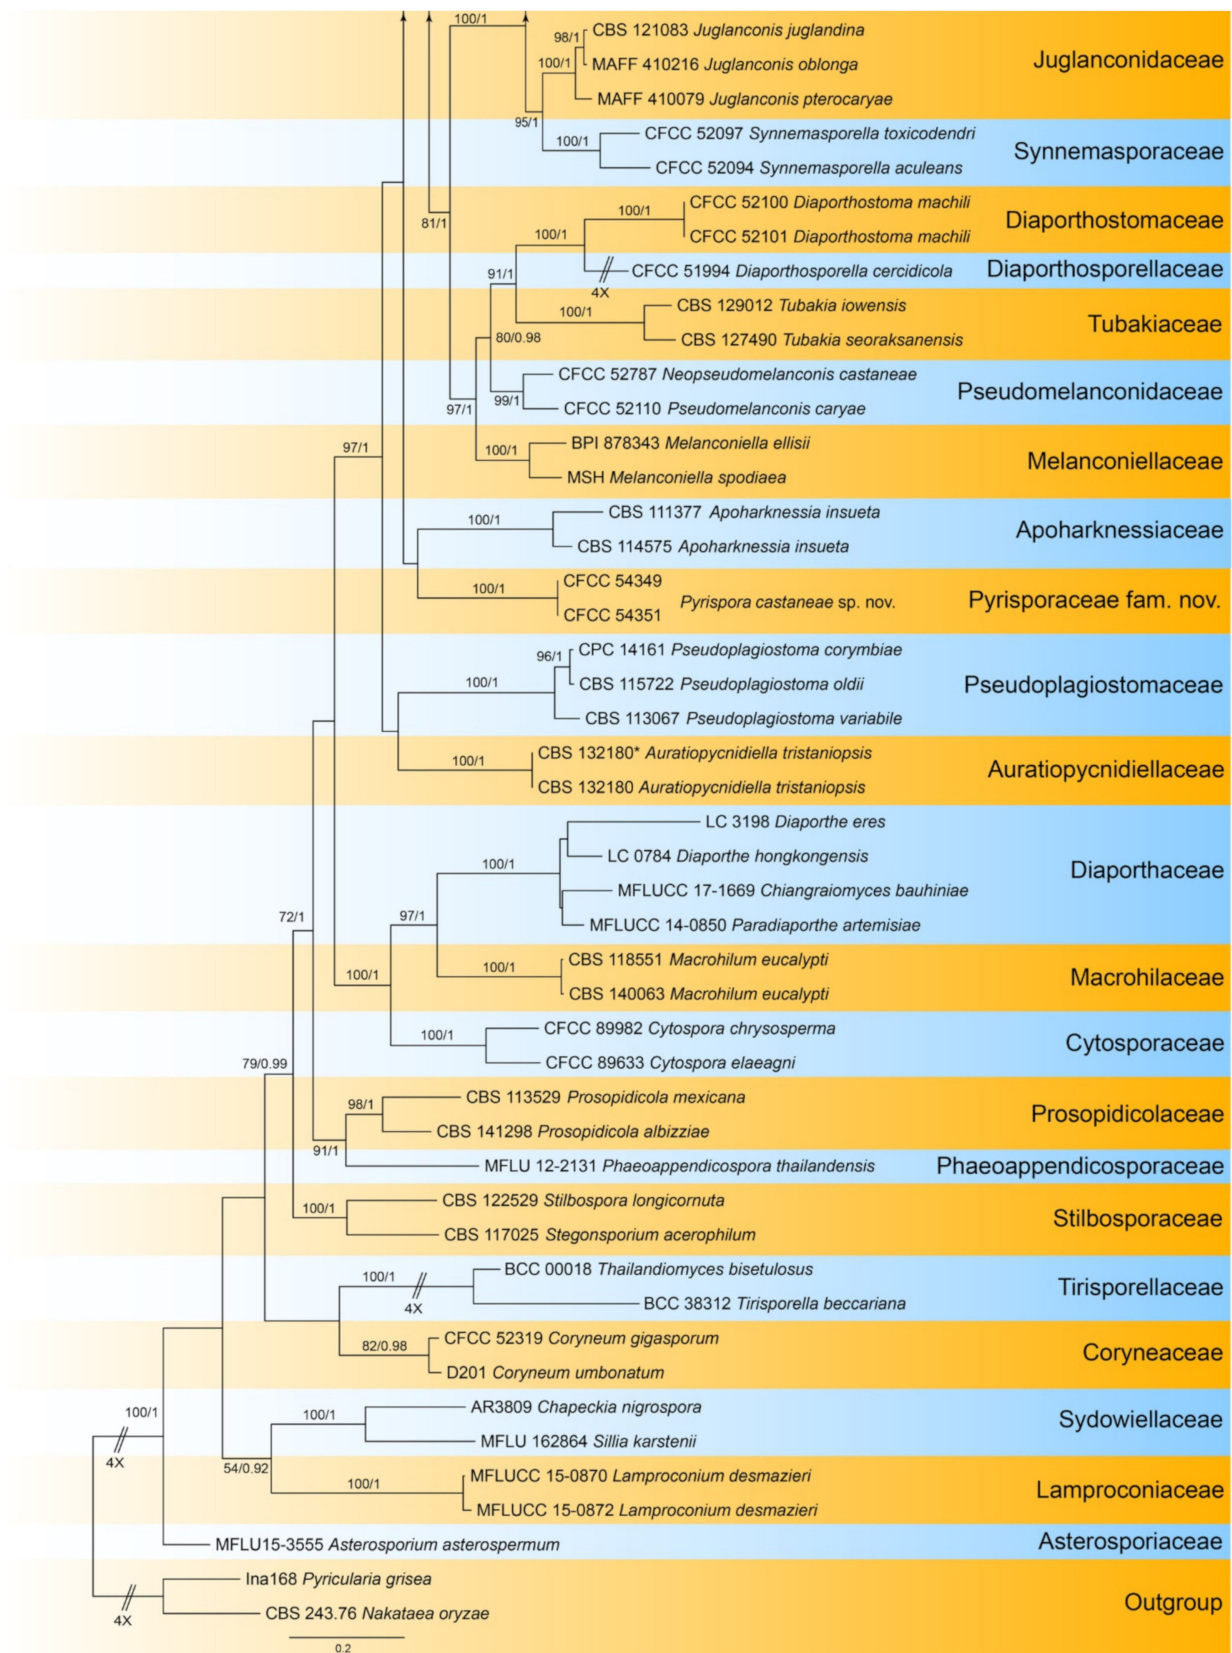 100/1
98/1
CBS 121083 Juglanconis juglandina
100/1
MAFF 410216 Juglanconis oblonga
Juglanconidaceae
MAFF 410079 Juglanconis pterocaryae
95/1
100/1
CFCC 52097 Synnemasporella toxicodendri
CFCC 52094 Synnemasporella aculeans
Synnemasporaceae
81/1
100/1
CFCC 52100 Diaporthostoma machili
CFCC 52101 Diaporthostoma machili
Diaporthostomaceae
100/1
91/1
4X
CFCC 51994 Diaporthosporella cercidicola
Diaporthosporellaceae
100/1
CBS 129012 Tubakia iowensis
CBS 127490 Tubakia seoraksanensis
Tubakiaceae
80/0.98
CFCC 52787 Neopseudomelanconis castaneae
99/1
CFCC 52110 Pseudomelanconis caryae
Pseudomelanconidaceae
97/1
100/1
BPI 878343 Melanconiella ellisii
MSH Melanconiella spodiaea
Melanconiellaceae
97/1
100/1
CBS 111377 Apoharknessia insueta
CBS 114575 Apoharknessia insueta
Apoharknessiaceae
100/1
CFCC 54349
CFCC 54351
Pyrispora castaneae sp. nov.
Pyrisporaceae fam. nov.
96/1
CPC 14161 Pseudoplagiostoma corymbiae
100/1
CBS 115722 Pseudoplagiostoma oldii
CBS 113067 Pseudoplagiostoma variabile
Pseudoplagiostomaceae
100/1
CBS 132180* Auratiopycnidiella tristaniopsis
CBS 132180 Auratiopycnidiella tristaniopsis
Auratiopycnidiellaceae
LC 3198 Diaporthe eres
100/1
LC 0784 Diaporthe hongkongensis
MFLUCC 17-1669 Chiangraiomyces bauhiniae
MFLUCC 14-0850 Paradiaporthe artemisiae
Diaporthaceae
72/1
97/1
100/1
100/1
CBS 118551 Macrohilum eucalypti
CBS 140063 Macrohilum eucalypti
Macrohilaceae
100/1
CFCC 89982 Cytospora chrysosperma
CFCC 89633 Cytospora elaeagni
Cytosporaceae
79/0.99
98/1
CBS 113529 Prosopidicola mexicana
CBS 141298 Prosopidicola albizziae
Prosopidicolaceae
91/1
MFLU 12-2131 Phaeoappendicospora thailandensis
Phaeoappendicosporaceae
100/1
CBS 122529 Stilbospora longicornuta
CBS 117025 Stegonsporium acerophilum
Stilbosporaceae
100/1
4X
BCC 00018 Thailandiomyces bisetulosus
BCC 38312 Tirisporella beccariana
Tirisporellaceae
82/0.98
CFCC 52319 Coryneum gigasporum
D201 Coryneum umbonatum
Coryneaceae
100/1
4X
100/1
AR3809 Chapeckia nigrospora
MFLU 162864 Sillia karstenii
Sydowiellaceae
54/0.92
100/1
MFLUCC 15-0870 Lamproconium desmazieri
MFLUCC 15-0872 Lamproconium desmazieri
Lamproconiaceae
MFLU15-3555 Asterosporium asterospermum
Asterosporiaceae
4X
Ina168 Pyricularia grisea
CBS 243.76 Nakataea oryzae
Outgroup
0.2